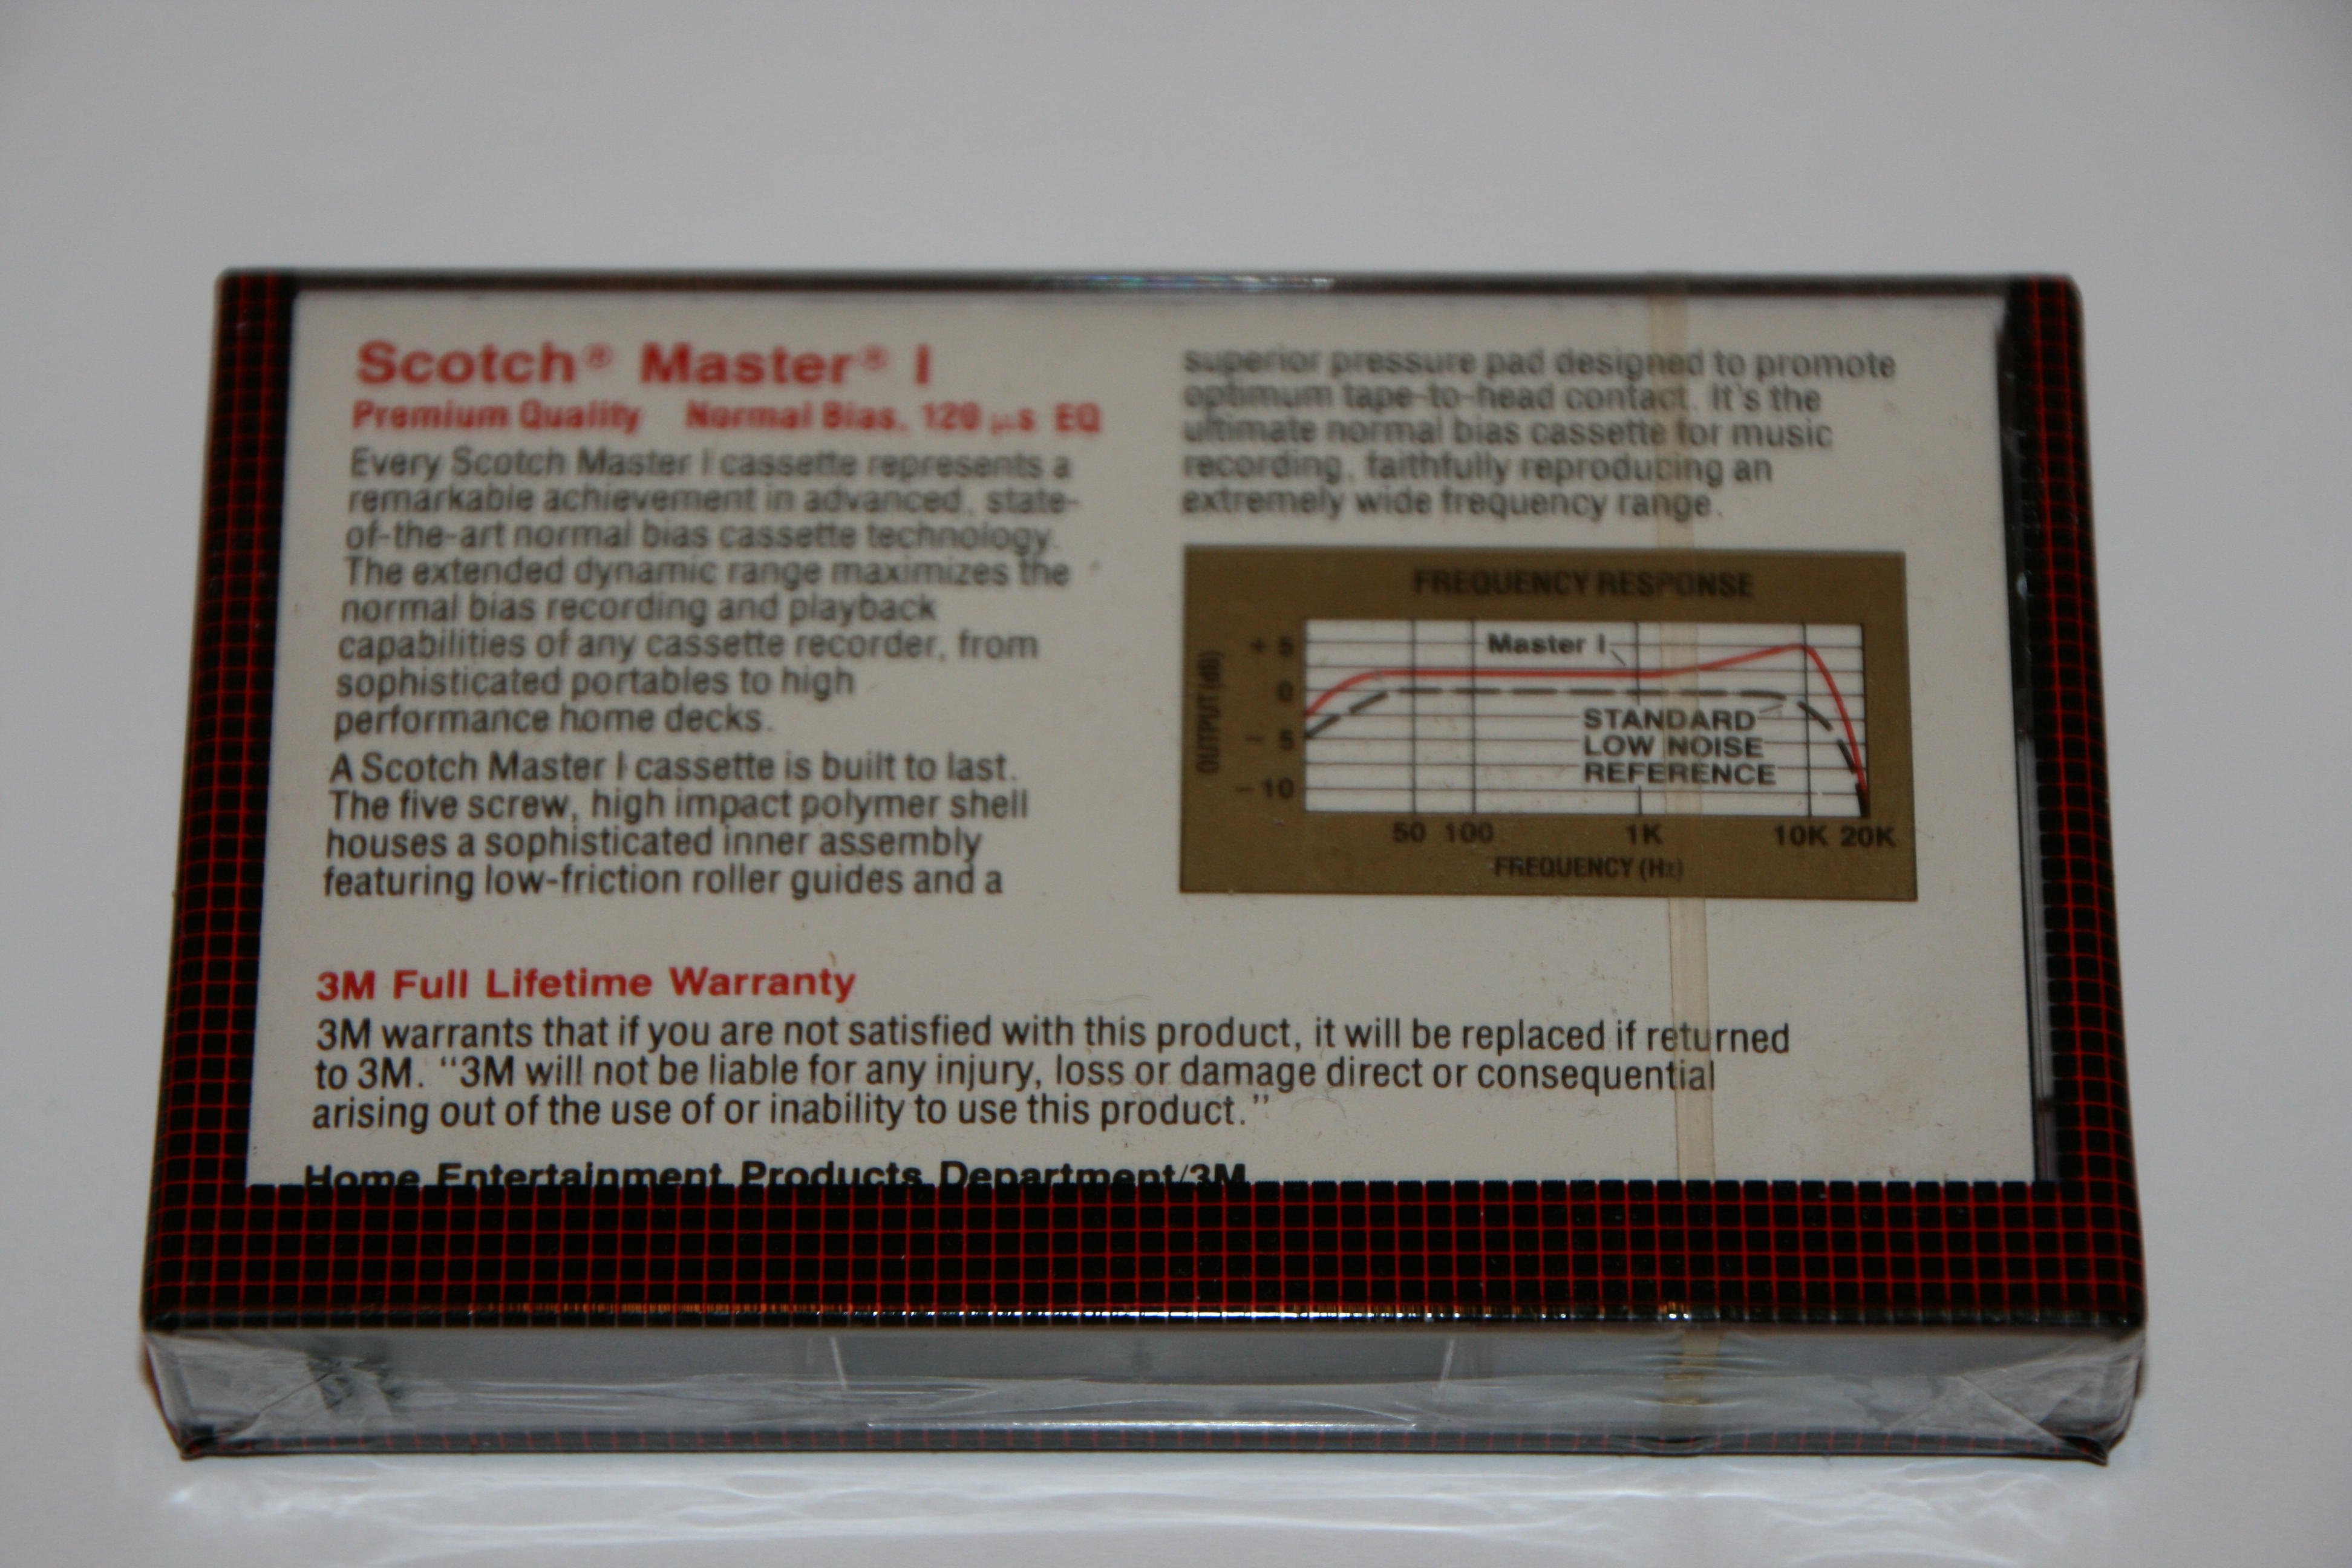 Scotch® Master® I
Premium Quality Normal Bias, 120 µs EQ
Every Scotch Master I cassette represents a
remarkable achievement in advanced, state-
of-the-art normal bias cassette technology.
The extended dynamic range maximizes the
normal bias recording and playback
capabilities of any cassette recorder, from
sophisticated portables to high
performance home decks.
A Scotch Master I cassette is built to last.
The five screw, high impact polymer shell
houses a sophisticated inner assembly
featuring low-friction roller guides and a
superior pressure pad designed to promote
optimum tape-to-head contact. It's the
ultimate normal bias cassette for music
recording, faithfully reproducing an
extremely wide frequency range.
FREQUENCY RESPONSE
OUTPUT (dB)
+ 5
0
- 5
- 10
Master I
STANDARD
LOW NOISE
REFERENCE
50 100 1K 10K 20K
FREQUENCY (Hz)
3M Full Lifetime Warranty
3M warrants that if you are not satisfied with this product, it will be replaced if returned
to 3M. “3M will not be liable for any injury, loss or damage direct or consequential
arising out of the use of or inability to use this product.”
Home Entertainment Products Department/3M